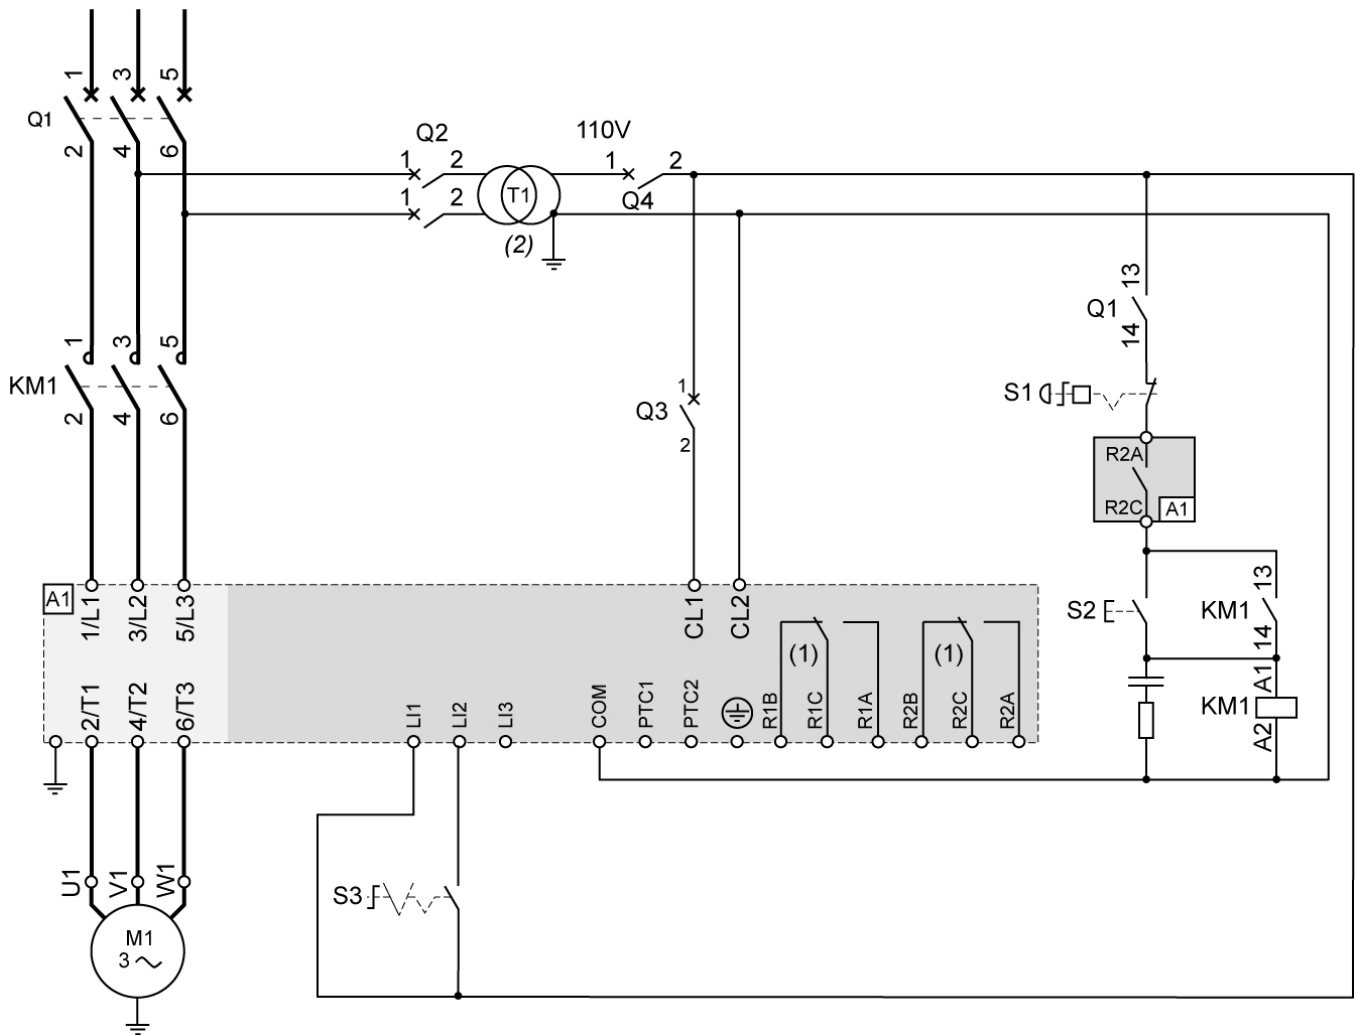 1 3 5
Q1
2 4 6
Q2
110V
1 2
1 2
1 2
T1
Q4
(2)
13
Q1
14
1 3 5
KM1
2 4 6
1
Q3
2
S1
R2A
R2C
A1
A1
1/L1
3/L2
5/L3
CL1
CL2
13
S2
KM1
14
(1)
(1)
2/T1
4/T2
6/T3
LI1
LI2
LI3
COM
PTC1
PTC2
R1B
R1C
R1A
R2B
R2C
R2A
A1
KM1
A2
U1
V1
W1
S3
M1
3